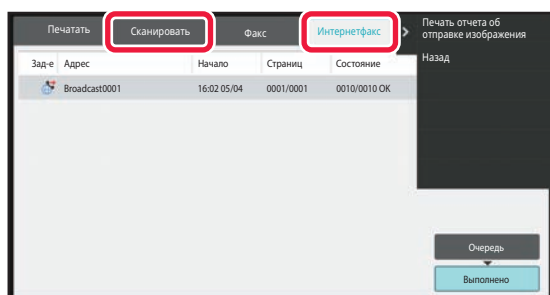 Печатать Сканировать Факс Интернетфакс
Зад-е Адрес Начало Страниц Состояние
Broadcast0001 16:02 05/04 0001/0001 0010/0010 OK
Печать отчета об
отправке изображения
Назад
Очередь
Выполнено